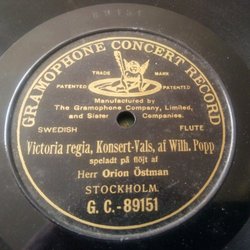 GRAMOPHONE CONCERT RECORD
TRADE MARK
PATENTED PATENTED
Manufactured by
The Gramophone Company, Limited,
and Sister Companies.
SWEDISH FLUTE
Victoria regia, Konsert-Vals, af Wilh. Popp
speladt på flöjt af
Herr Orion Östman
STOCKHOLM.
G. C.-89151